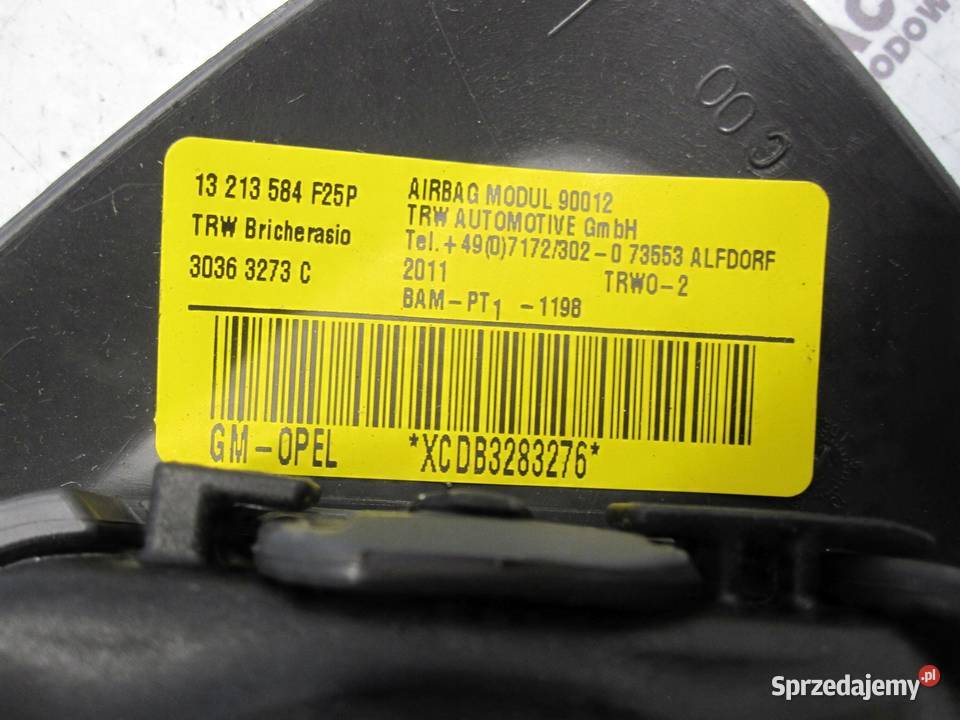 13 213 584 F25P
TRW Bricherasio
3036 3273 C
AIRBAG MODUL 90012
TRW AUTOMOTIVE GmbH
Tel.+49(0)7172/302-0 73553 ALFDORF
2011 TRWO-2
BAM-PT1 -1198
GM-OPEL *XCDB3283276*
Sprzedajemy.pl